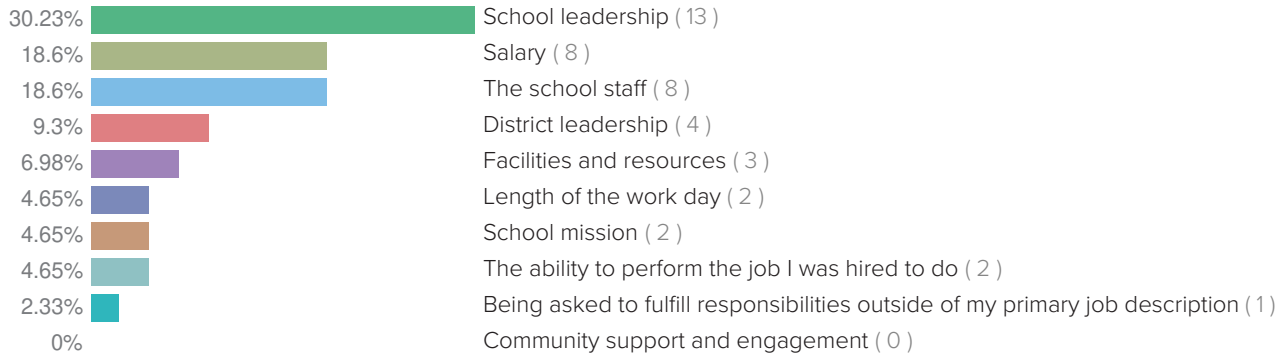 30.23% School leadership ( 13 )
18.6% Salary ( 8 )
18.6% The school staff ( 8 )
9.3% District leadership ( 4 )
6.98% Facilities and resources ( 3 )
4.65% Length of the work day ( 2 )
4.65% School mission ( 2 )
4.65% The ability to perform the job I was hired to do ( 2 )
2.33% Being asked to fulfill responsibilities outside of my primary job description ( 1 )
0% Community support and engagement ( 0 )